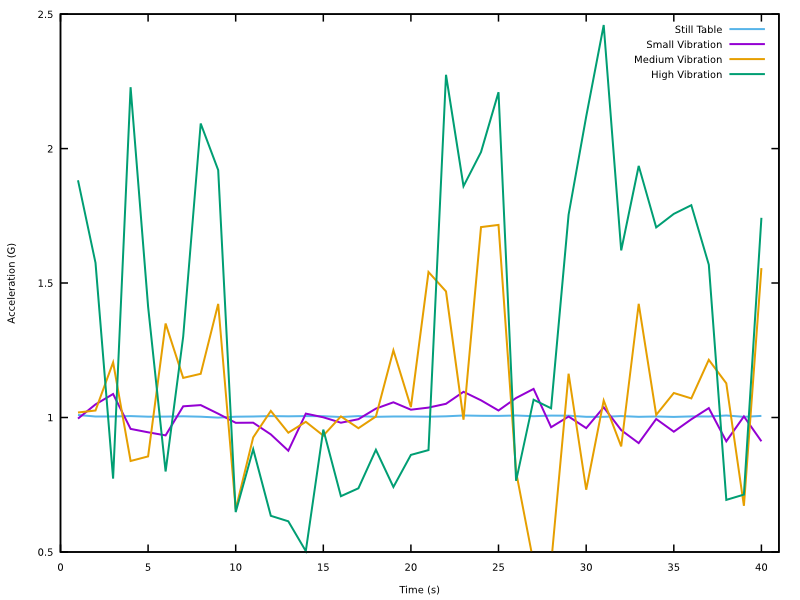 2.5
2
1.5
1
0.5
0 5 10 15 20 25 30 35 40
Acceleration (G)
Time (s)
Still Table
Small Vibration
Medium Vibration
High Vibration